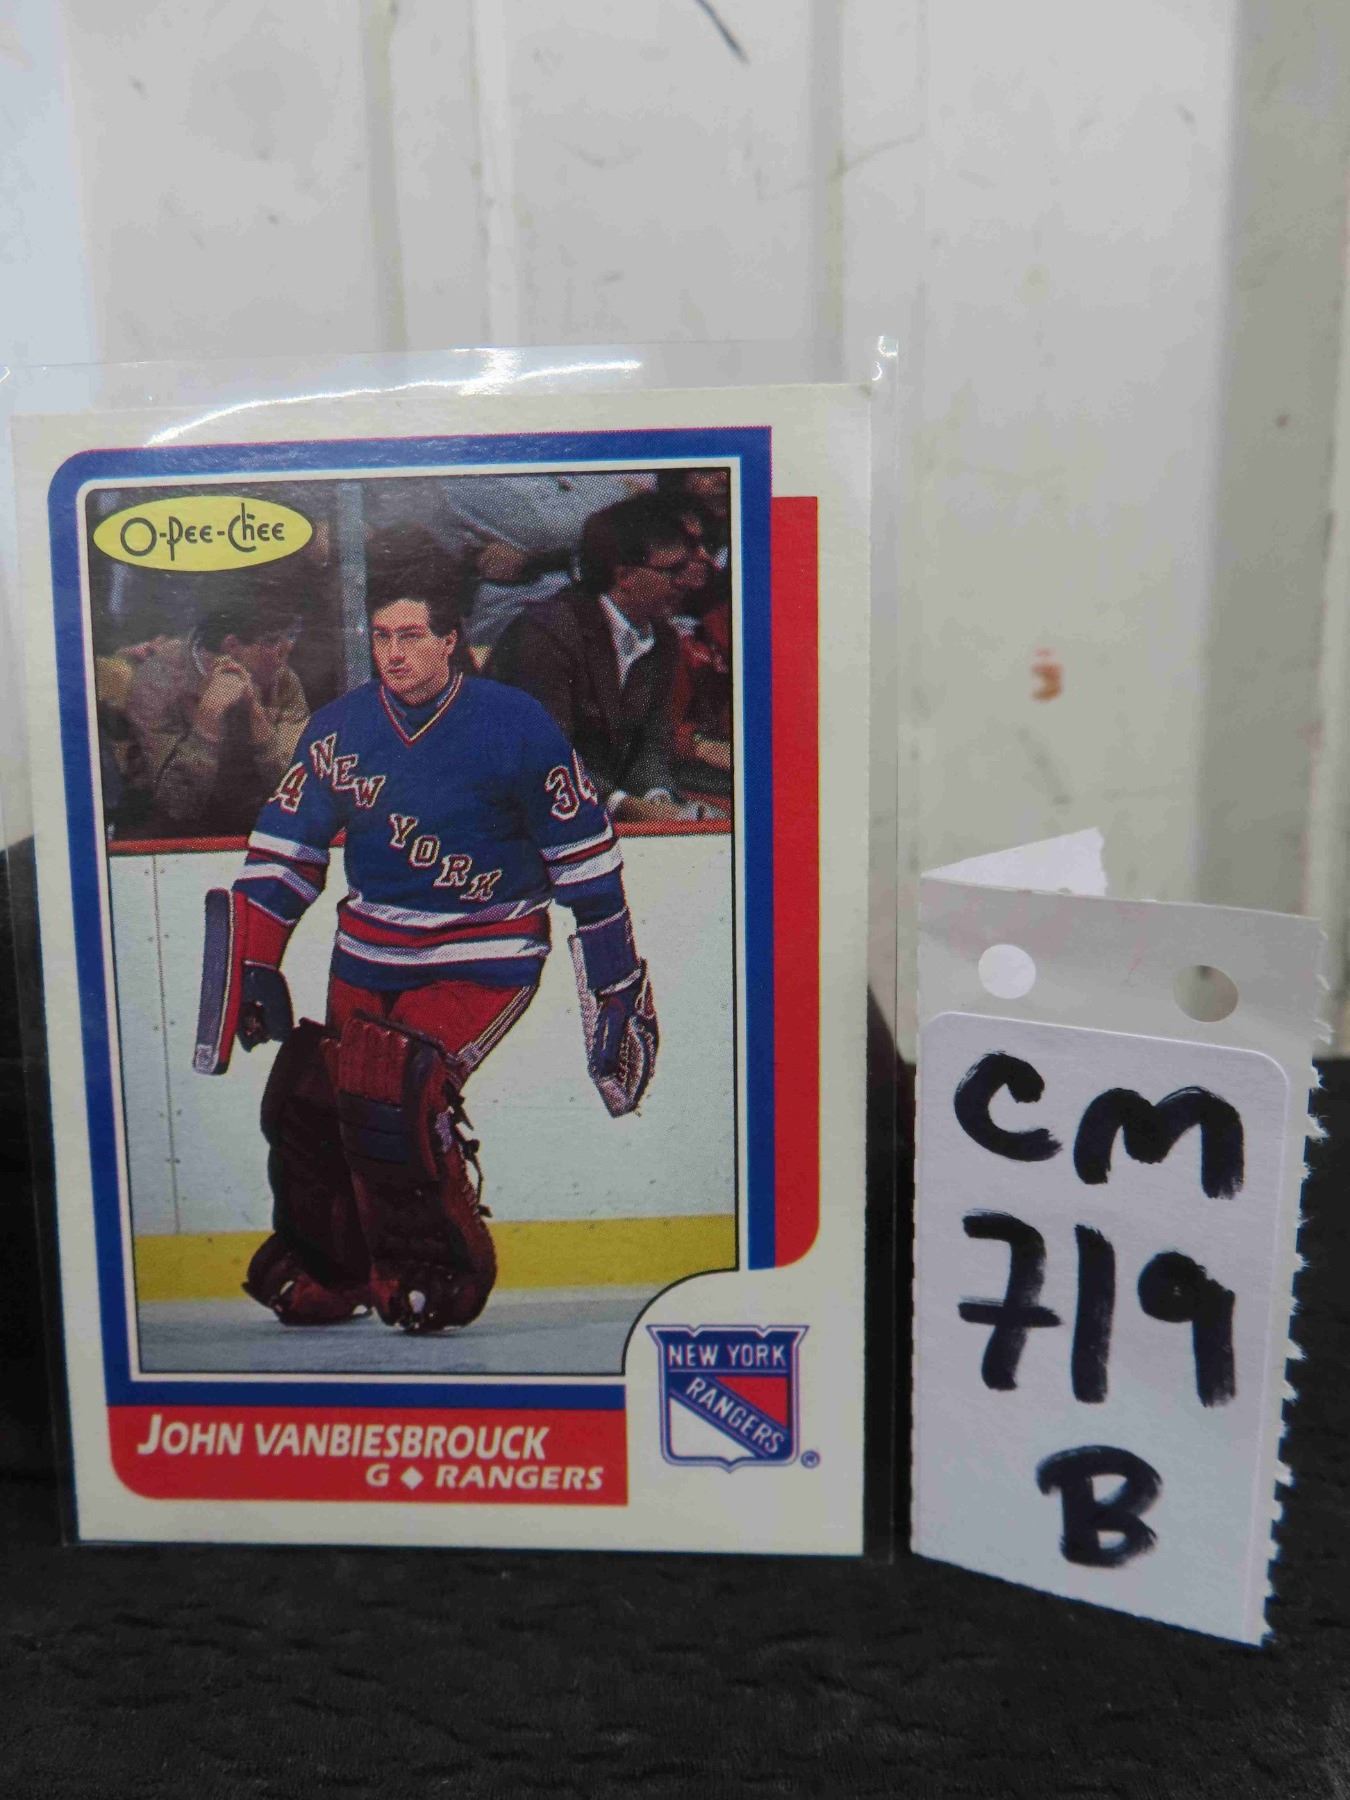 O-Pee-Chee
34
NEW
YORK
34
NEW YORK
RANGERS
®
JOHN VANBIESBROUCK
G ◆ RANGERS
CM
719
B